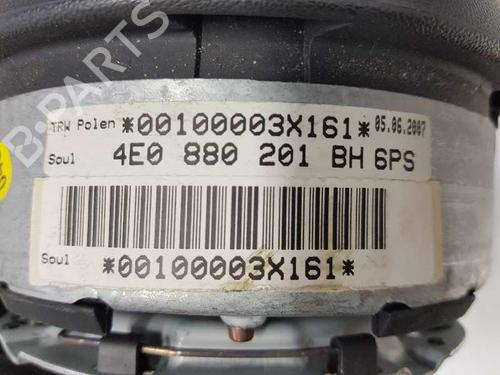 TRW Polen *00100003X161* 05.06.2007
Soul 4E0 880 201 BH 6PS
Soul
*00100003X161*
B-PARTS